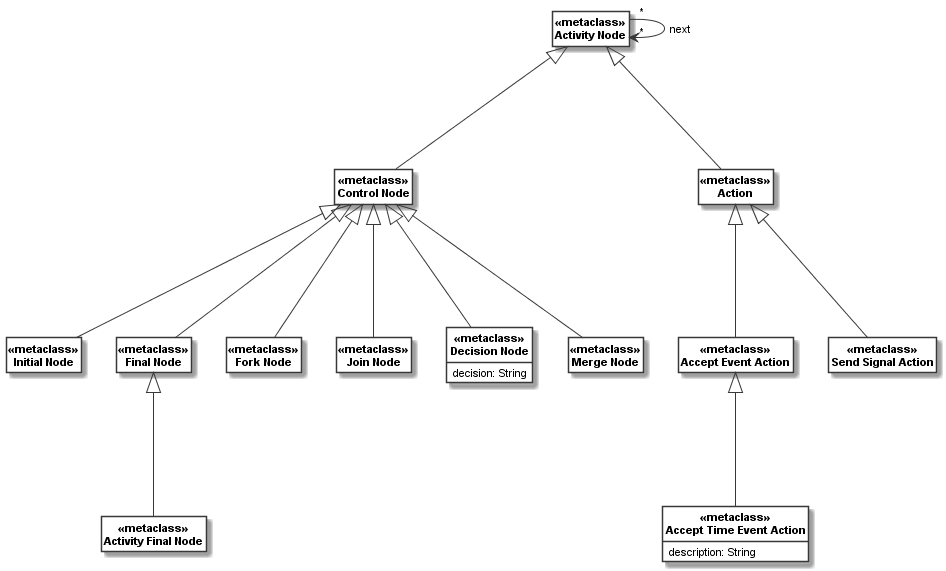 *
«metaclass»
Activity Node
next
*
«metaclass»
Control Node
«metaclass»
Action
«metaclass»
Initial Node
«metaclass»
Final Node
«metaclass»
Fork Node
«metaclass»
Join Node
«metaclass»
Decision Node
decision: String
«metaclass»
Merge Node
«metaclass»
Accept Event Action
«metaclass»
Send Signal Action
«metaclass»
Activity Final Node
«metaclass»
Accept Time Event Action
description: String